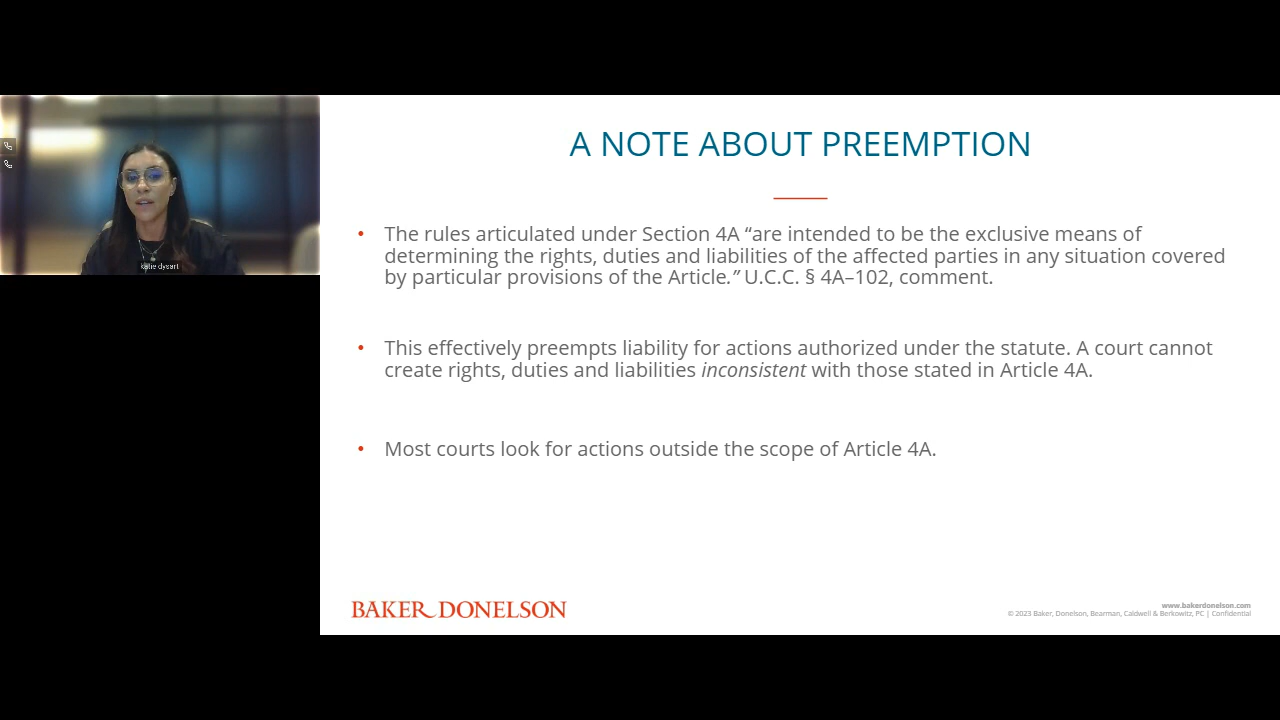 katie dysart
A NOTE ABOUT PREEMPTION
• The rules articulated under Section 4A “are intended to be the exclusive means of
determining the rights, duties and liabilities of the affected parties in any situation covered
by particular provisions of the Article.” U.C.C. § 4A–102, comment.
• This effectively preempts liability for actions authorized under the statute. A court cannot
create rights, duties and liabilities inconsistent with those stated in Article 4A.
• Most courts look for actions outside the scope of Article 4A.
BAKER DONELSON
www.bakerdonelson.com
© 2023 Baker, Donelson, Bearman, Caldwell & Berkowitz, PC | Confidential